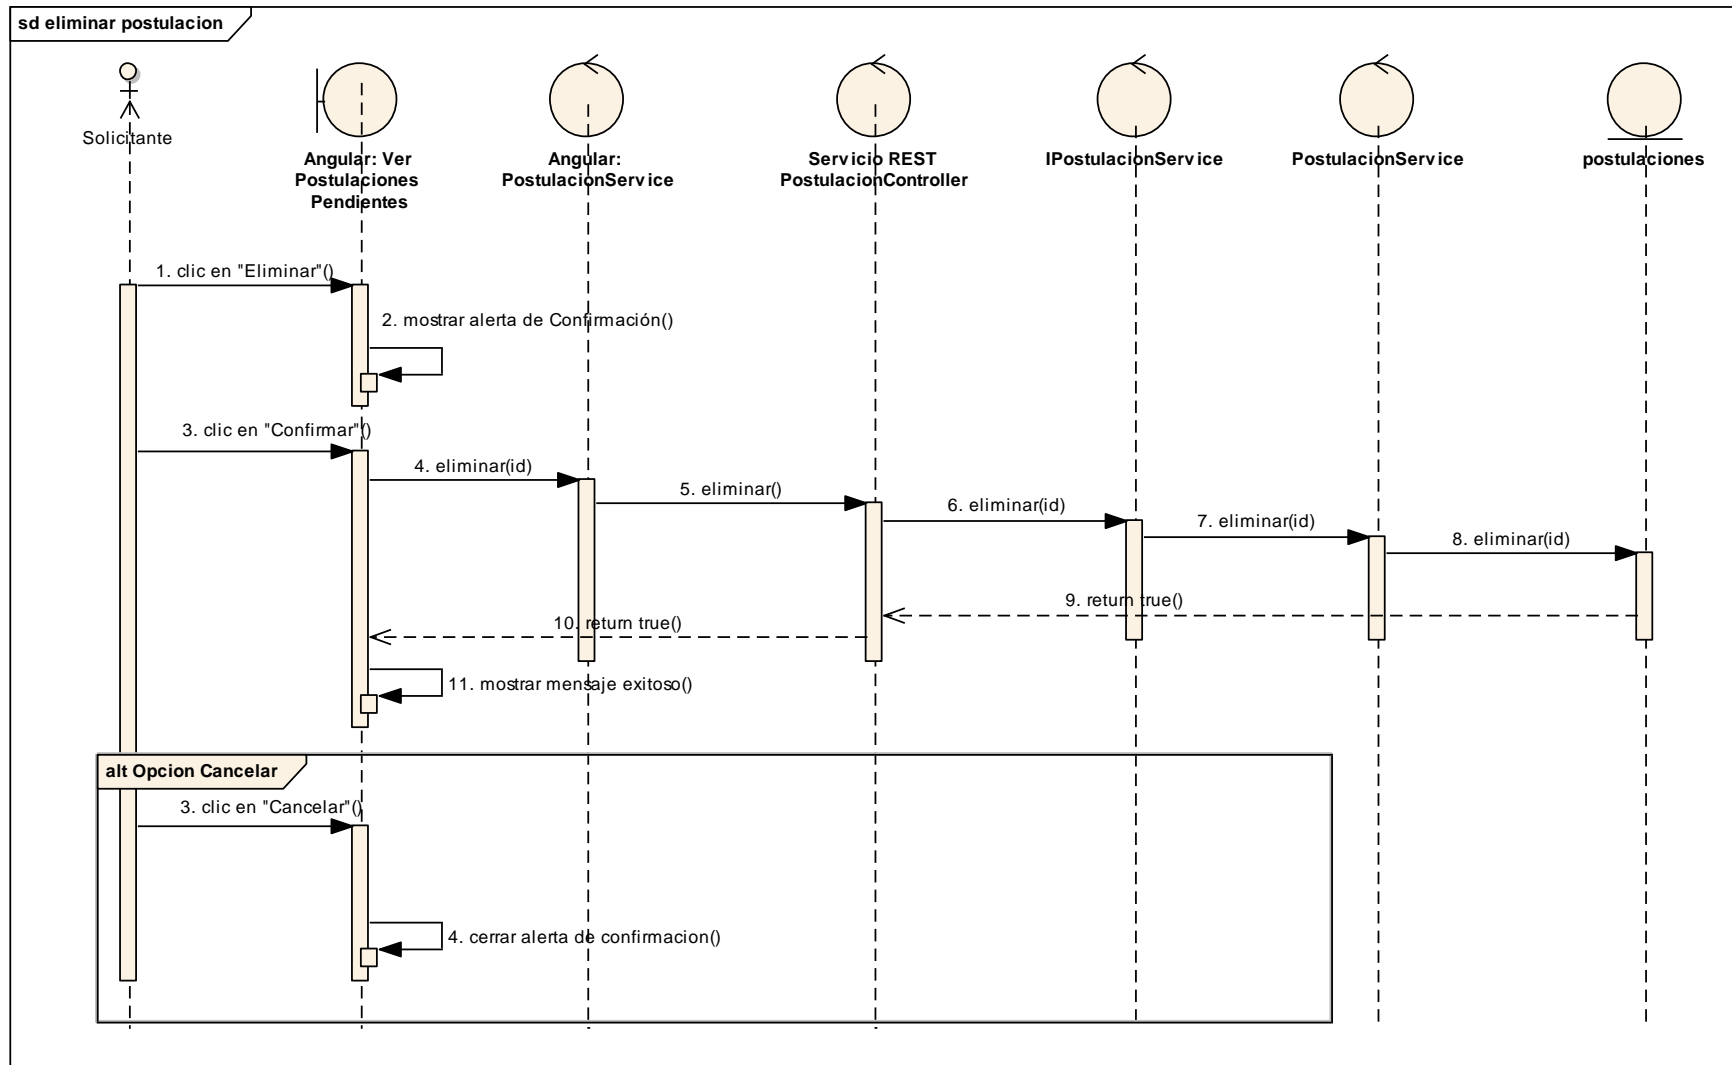 sd eliminar postulacion
Solicitante
Angular: Ver
Postulaciones
Pendientes
Angular:
PostulacionService
Servicio REST
PostulacionController
IPostulacionService
PostulacionService
postulaciones
1. clic en "Eliminar"()
2. mostrar alerta de Confirmación()
3. clic en "Confirmar"()
4. eliminar(id)
5. eliminar()
6. eliminar(id)
7. eliminar(id)
8. eliminar(id)
9. return true()
10. return true()
11. mostrar mensaje exitoso()
alt Opcion Cancelar
3. clic en "Cancelar"()
4. cerrar alerta de confirmacion()